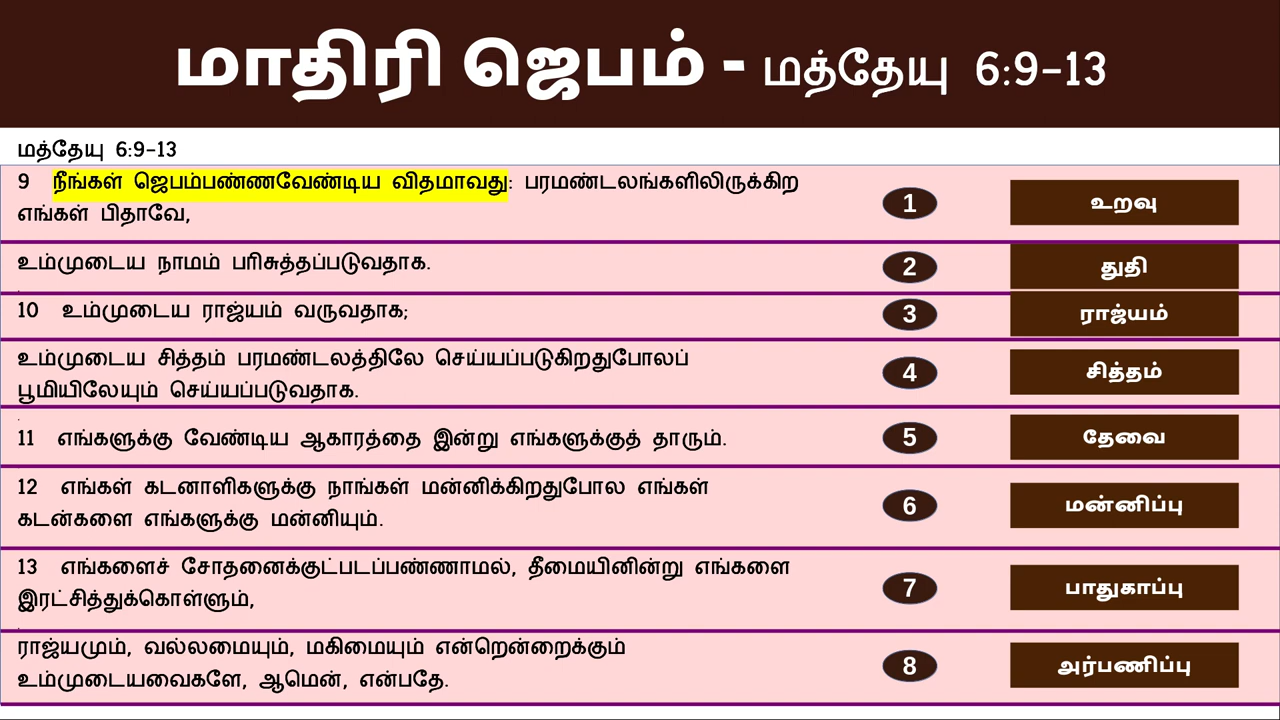 மாதிரி ஜெபம் - மத்தேயு 6:9-13
மத்தேயு 6:9-13
9 நீங்கள் ஜெபம்பண்ணவேண்டிய விதமாவது: பரமண்டலங்களிலிருக்கிற
எங்கள் பிதாவே,
1
உறவு
உம்முடைய நாமம் பரிசுத்தப்படுவதாக.
2
துதி
10 உம்முடைய ராஜ்யம் வருவதாக;
3
ராஜ்யம்
உம்முடைய சித்தம் பரமண்டலத்திலே செய்யப்படுகிறதுபோலப்
பூமியிலேயும் செய்யப்படுவதாக.
4
சித்தம்
11 எங்களுக்கு வேண்டிய ஆகாரத்தை இன்று எங்களுக்குத் தாரும்.
5
தேவை
12 எங்கள் கடனாளிகளுக்கு நாங்கள் மன்னிக்கிறதுபோல எங்கள்
கடன்களை எங்களுக்கு மன்னியும்.
6
மன்னிப்பு
13 எங்களைச் சோதனைக்குட்படப்பண்ணாமல், தீமையினின்று எங்களை
இரட்சித்துக்கொள்ளும்,
7
பாதுகாப்பு
ராஜ்யமும், வல்லமையும், மகிமையும் என்றென்றைக்கும்
உம்முடையவைகளே, ஆமென், என்பதே.
8
அர்பணிப்பு